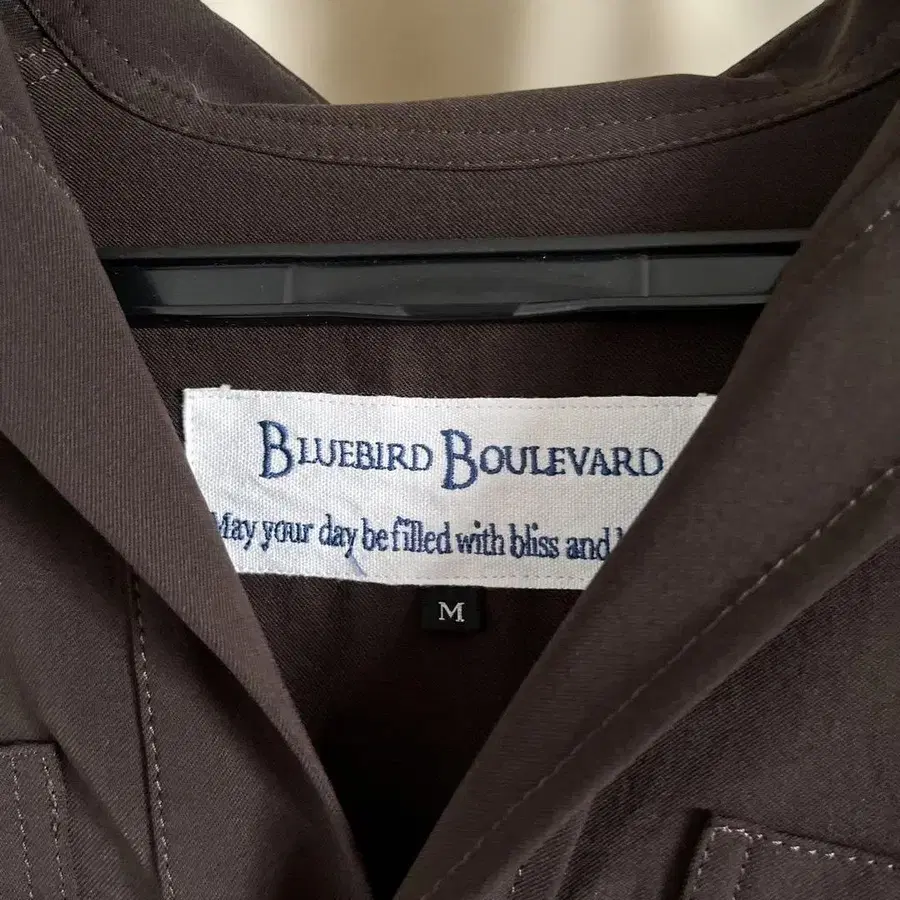 BLUEBIRD BOULEVARD
May your day be filled with bliss and
M